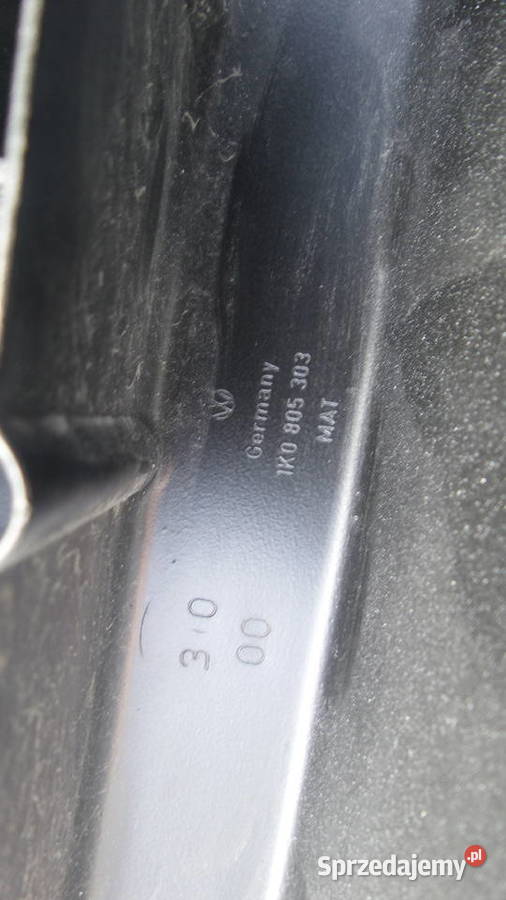 Germany
1K0 805 303
MAT
3.0
00
Sprzedajemy.pl